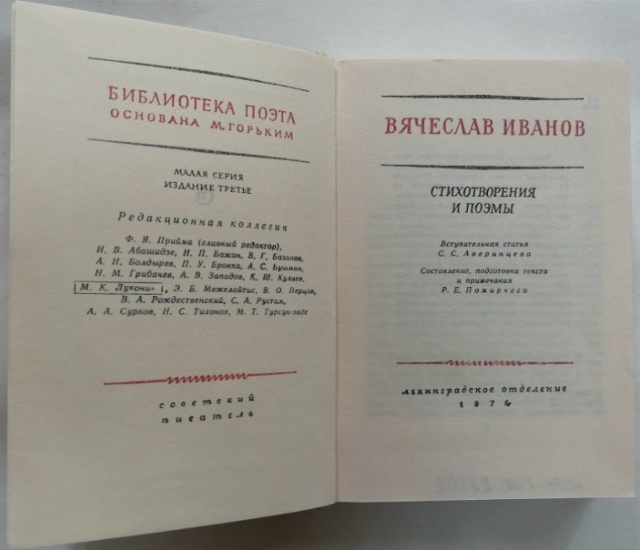 БИБЛИОТЕКА ПОЭТА
ОСНОВАНА М. ГОРЬКИМ
МАЛАЯ СЕРИЯ
ИЗДАНИЕ ТРЕТЬЕ
Редакционная коллегия
Ф. Я. Прийма (главный редактор),
И. В. Абашидзе, Н. П. Бажан, В. Г. Базанов,
А. Н. Болдырев, П. У. Бровка, А. С. Бушмин,
Н. М. Грибачев, А. В. Западов, К. Ш. Кулиев,
М. К. Луконин, Э. Б. Межелайтис, В. О. Перцов,
В. А. Рождественский, С. А. Рустам,
А. А. Сурков, Н. С. Тихонов, М. Т. Турсун-заде
советский
писатель
ВЯЧЕСЛАВ ИВАНОВ
СТИХОТВОРЕНИЯ
И ПОЭМЫ
Вступительная статья
С. С. Аверинцева
Составление, подготовка текста
и примечания
Р. Е. Помирчего
ленинградское отделение
1976